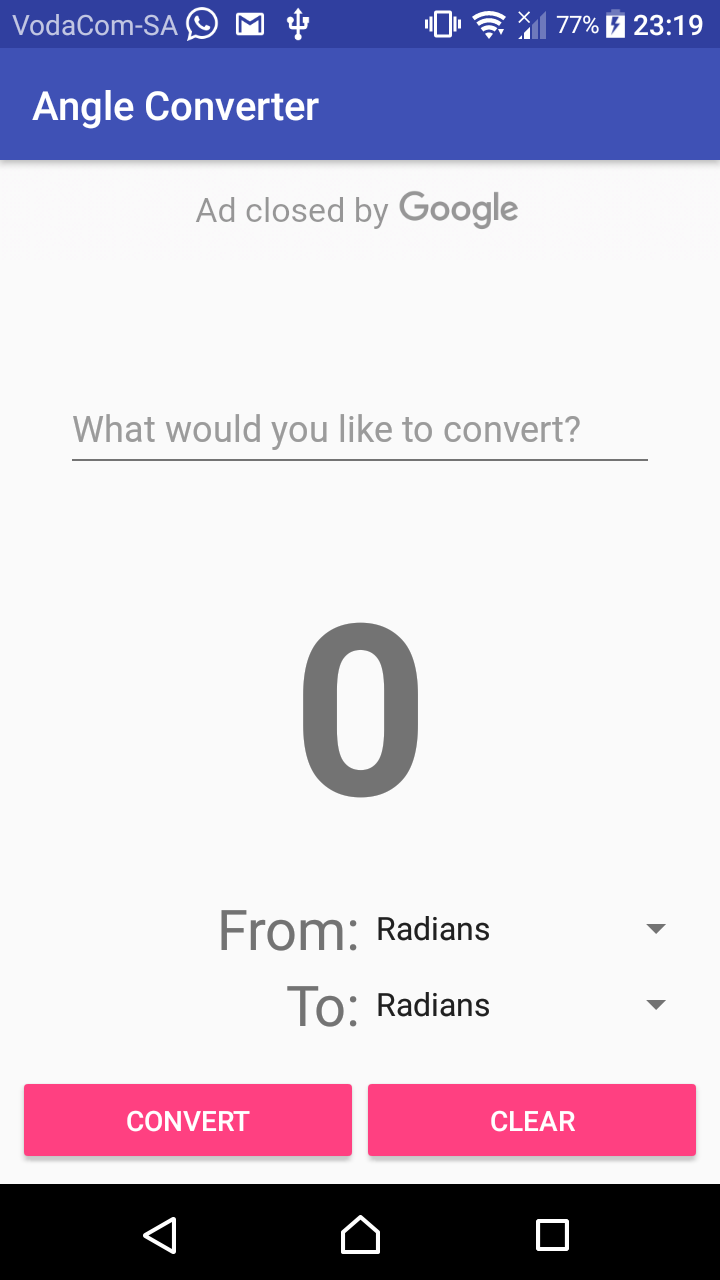 VodaCom-SA 77% 23:19
Angle Converter
Ad closed by Google
What would you like to convert?
0
From: Radians
To: Radians
CONVERT CLEAR